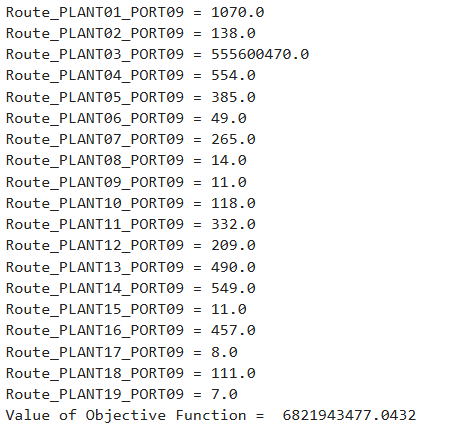 Route_PLANT01_PORT09 = 1070.0
Route_PLANT02_PORT09 = 138.0
Route_PLANT03_PORT09 = 555600470.0
Route_PLANT04_PORT09 = 554.0
Route_PLANT05_PORT09 = 385.0
Route_PLANT06_PORT09 = 49.0
Route_PLANT07_PORT09 = 265.0
Route_PLANT08_PORT09 = 14.0
Route_PLANT09_PORT09 = 11.0
Route_PLANT10_PORT09 = 118.0
Route_PLANT11_PORT09 = 332.0
Route_PLANT12_PORT09 = 209.0
Route_PLANT13_PORT09 = 490.0
Route_PLANT14_PORT09 = 549.0
Route_PLANT15_PORT09 = 11.0
Route_PLANT16_PORT09 = 457.0
Route_PLANT17_PORT09 = 8.0
Route_PLANT18_PORT09 = 111.0
Route_PLANT19_PORT09 = 7.0
Value of Objective Function =  6821943477.0432